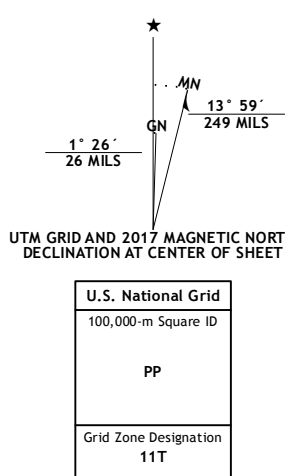 ★
MN
GN
13° 59´
249 MILS
1° 26´
26 MILS
UTM GRID AND 2017 MAGNETIC NORT
DECLINATION AT CENTER OF SHEET
U.S. National Grid
100,000-m Square ID
PP
Grid Zone Designation
11T